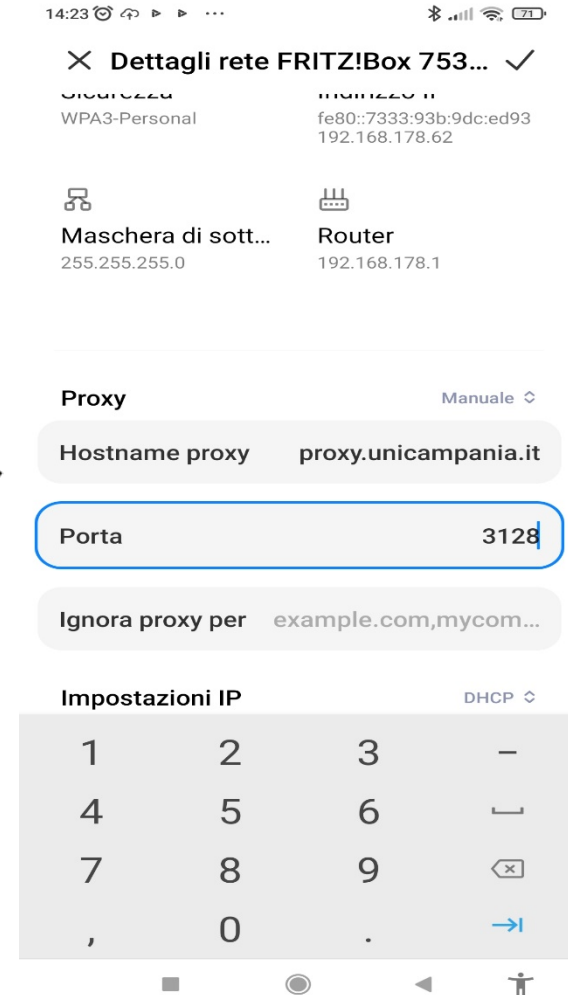 14:23
71
Dettagli rete FRITZ!Box 753...
WPA3-Personal
fe80::7333:93b:9dc:ed93
192.168.178.62
Maschera di sott...
Router
255.255.255.0
192.168.178.1
Proxy
Manuale
Hostname proxy
proxy.unicampania.it
Porta
3128
Ignora proxy per
example.com,mycom...
Impostazioni IP
DHCP
1 2 3 –
4 5 6
7 8 9
, 0 .